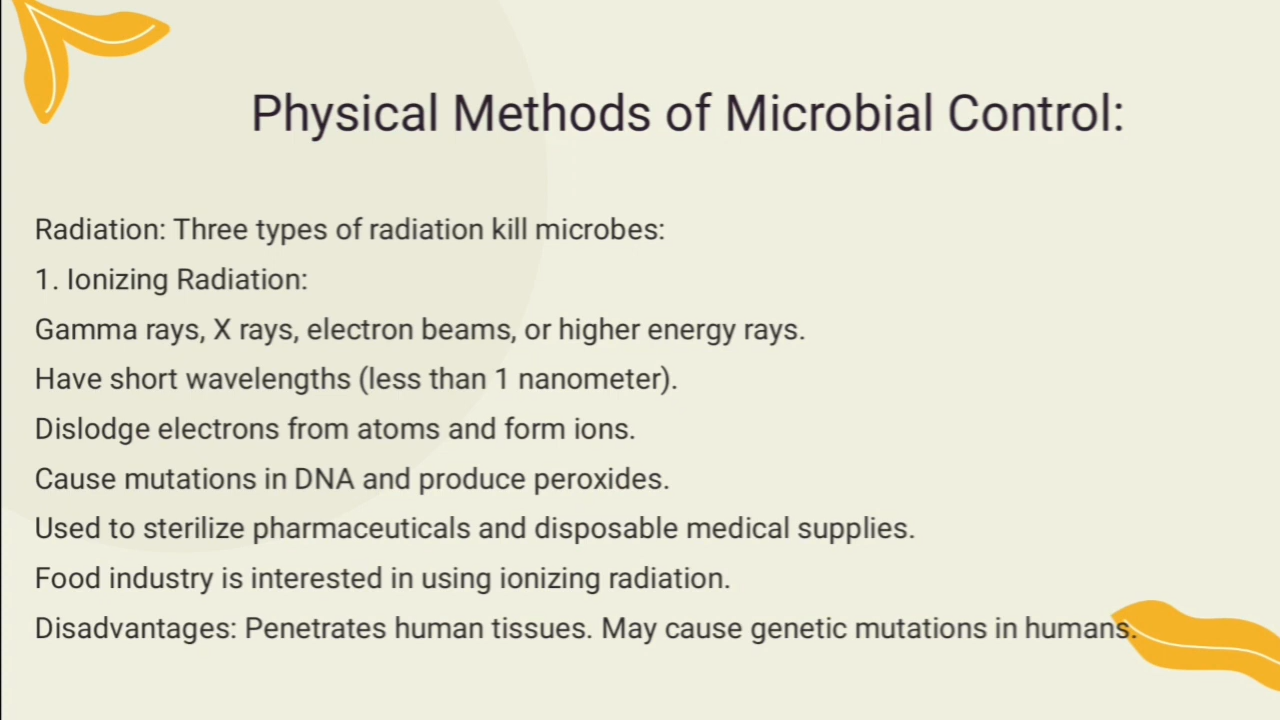 Physical Methods of Microbial Control:
Radiation: Three types of radiation kill microbes:
1. Ionizing Radiation:
Gamma rays, X rays, electron beams, or higher energy rays.
Have short wavelengths (less than 1 nanometer).
Dislodge electrons from atoms and form ions.
Cause mutations in DNA and produce peroxides.
Used to sterilize pharmaceuticals and disposable medical supplies.
Food industry is interested in using ionizing radiation.
Disadvantages: Penetrates human tissues. May cause genetic mutations in humans.